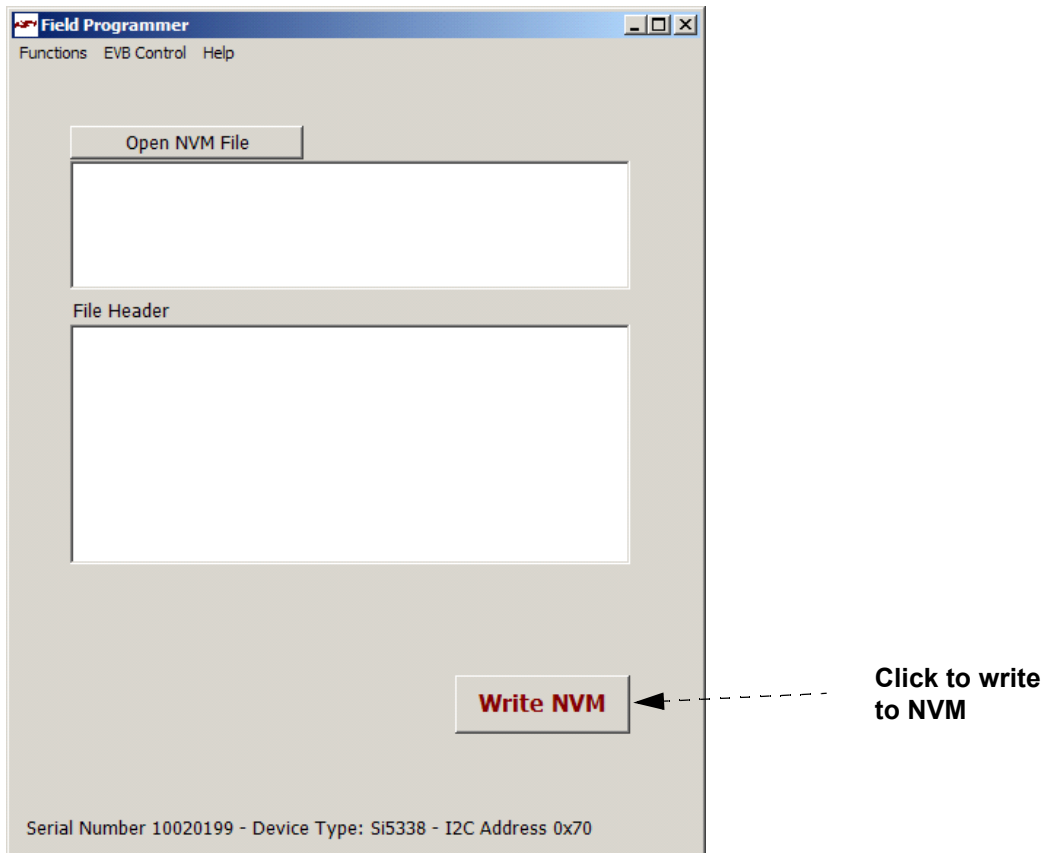 Field Programmer
Functions EVB Control Help
Open NVM File
File Header
Write NVM
Click to write
to NVM
Serial Number 10020199 - Device Type: Si5338 - I2C Address 0x70